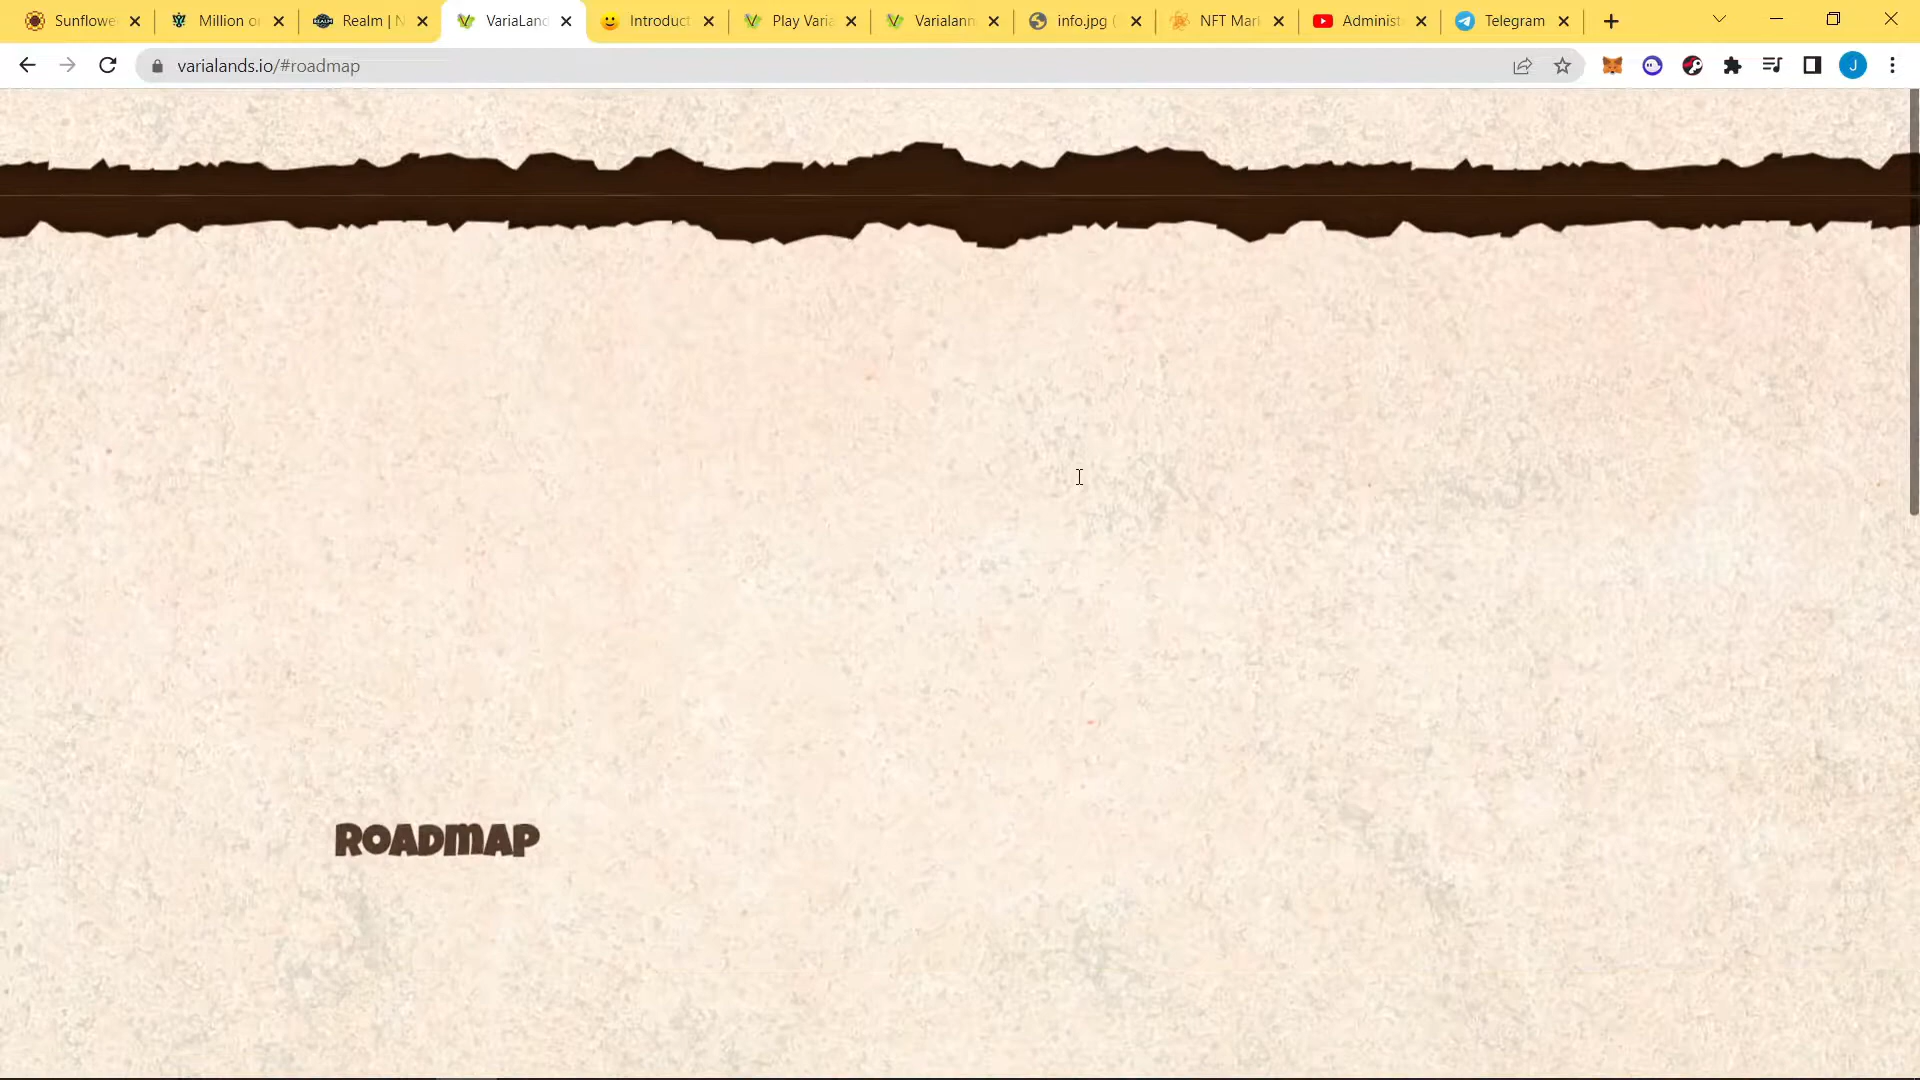 Sunflowe
Million o
Realm | N
VariaLand
Introduct
Play Varia
Varialann
info.jpg (
NFT Mar
Administ
Telegram
varialands.io/#roadmap
J
ROADMAP